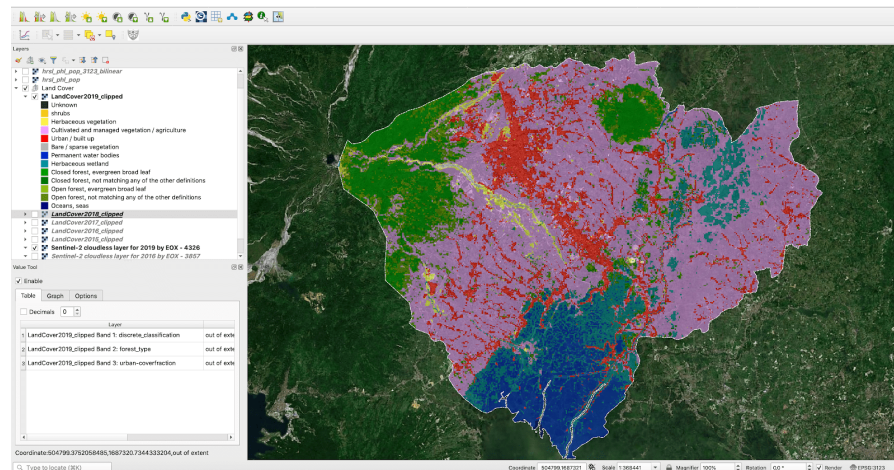 Layers
hrsl_phl_pop_3123_bilinear
hrsl_phl_pop
Land Cover
LandCover2019_clipped
Unknown
shrubs
Herbaceous vegetation
Cultivated and managed vegetation / agriculture
Urban / built up
Bare / sparse vegetation
Permanent water bodies
Herbaceous wetland
Closed forest, evergreen broad leaf
Closed forest, not matching any of the other definitions
Open forest, evergreen broad leaf
Open forest, not matching any of the other definitions
Oceans, seas
LandCover2018_clipped
LandCover2017_clipped
LandCover2016_clipped
LandCover2015_clipped
Sentinel-2 cloudless layer for 2019 by EOX - 4326
Sentinel-2 cloudless layer for 2016 by EOX - 3857
Value Tool
Enable
Table Graph Options
Decimals 0
Layer
1 LandCover2019_clipped Band 1: discrete_classification out of exte
2 LandCover2019_clipped Band 2: forest_type out of exte
3 LandCover2019_clipped Band 3: urban-coverfraction out of exte
Coordinate:504799.3752058485,1687320.7344333204,out of extent
Type to locate (⌘K)
Coordinate 504799,1687321 Scale 1:368441 Magnifier 100% Rotation 0,0 ° Render EPSG:3123